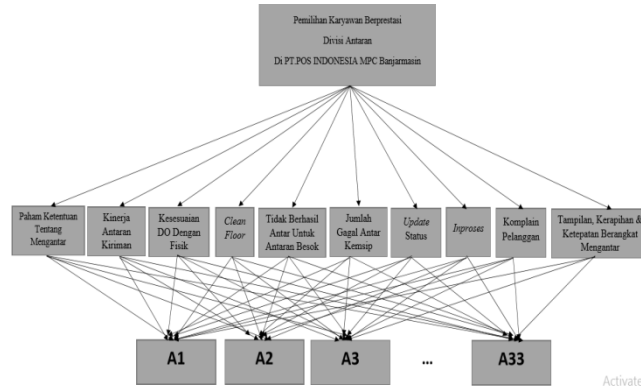 Pemilihan Karyawan Berprestasi
Divisi Antaran
Di PT.POS INDONESIA MPC Banjarmasin
Paham Ketentuan
Tentang
Mengantar
Kinerja
Antaran
Kiriman
Kesesuaian
DO Dengan
Fisik
Clean
Floor
Tidak Berhasil
Antar Untuk
Antaran Besok
Jumlah
Gagal Antar
Kemsip
Update
Status
Inproses
Komplain
Pelanggan
Tampilan, Kerapihan &
Ketepatan Berangkat
Mengantar
A1
A2
A3
...
A33
Activate